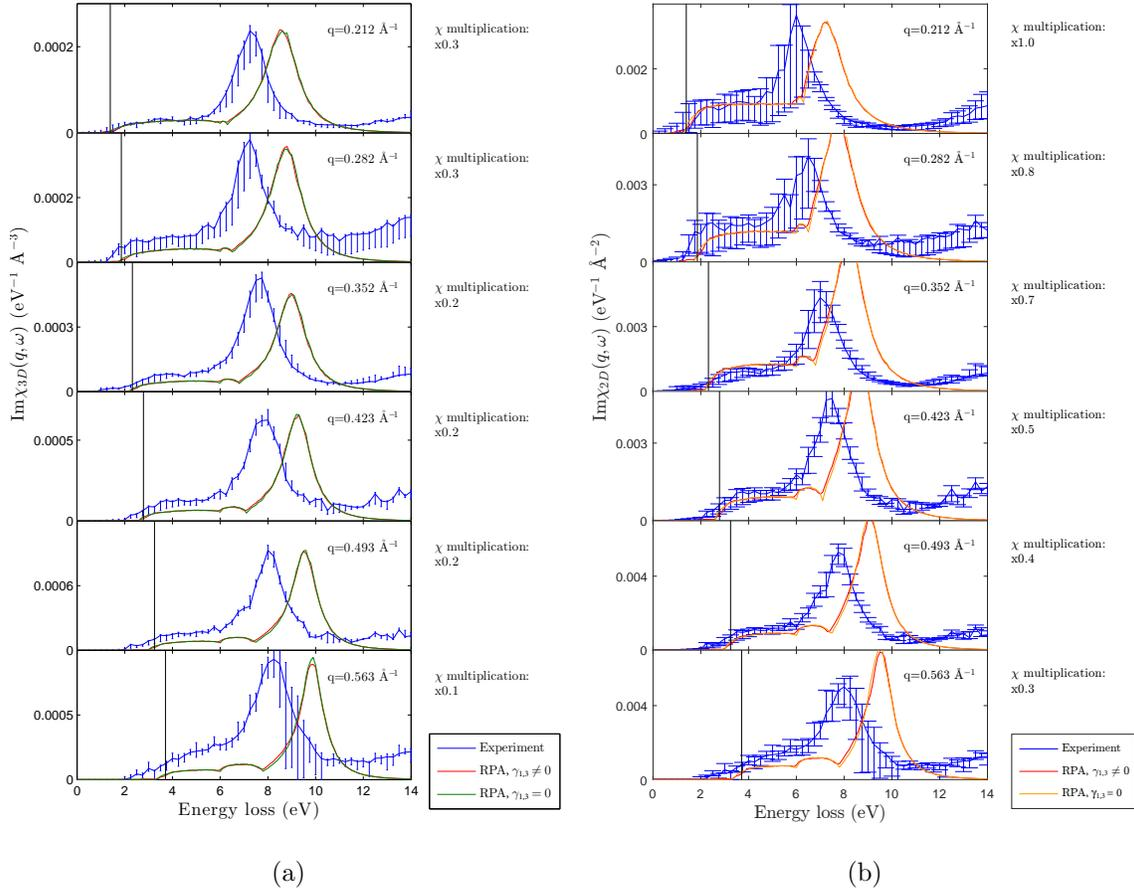 Imχ₃D(q, ω) (eV⁻¹ Å⁻³)
0.0002
0
q=0.212 Å⁻¹
χ multiplication:
x0.3
0.0002
0
q=0.282 Å⁻¹
χ multiplication:
x0.3
0.0003
0
q=0.352 Å⁻¹
χ multiplication:
x0.2
0.0005
0
q=0.423 Å⁻¹
χ multiplication:
x0.2
0.0006
0
q=0.493 Å⁻¹
χ multiplication:
x0.2
0.0005
0
q=0.563 Å⁻¹
χ multiplication:
x0.1
0 2 4 6 8 10 12 14
Energy loss (eV)
Experiment
RPA, γ₁,₃ ≠ 0
RPA, γ₁,₃ = 0
(a)
Imχ₂D(q, ω) (eV⁻¹ Å⁻²)
0.002
0
q=0.212 Å⁻¹
χ multiplication:
x1.0
0.003
0
q=0.282 Å⁻¹
χ multiplication:
x0.8
0.003
0
q=0.352 Å⁻¹
χ multiplication:
x0.7
0.003
0
q=0.423 Å⁻¹
χ multiplication:
x0.5
0.004
0
q=0.493 Å⁻¹
χ multiplication:
x0.4
0.004
0
q=0.563 Å⁻¹
χ multiplication:
x0.3
0 2 4 6 8 10 12 14
Energy loss (eV)
Experiment
RPA, γ₁,₃ ≠ 0
RPA, γ₁,₃ = 0
(b)